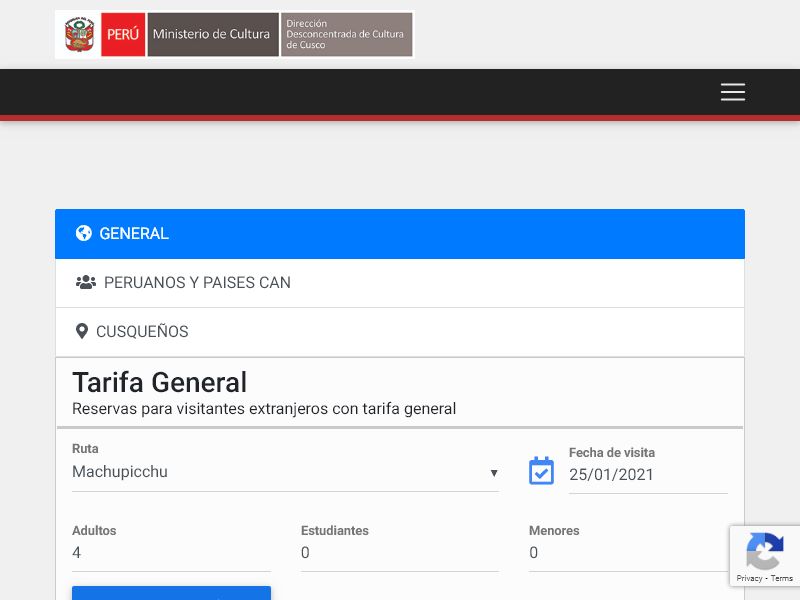 PERÚ
Ministerio de Cultura
Dirección
Desconcentrada de Cultura
de Cusco
GENERAL
PERUANOS Y PAISES CAN
CUSQUEÑOS
Tarifa General
Reservas para visitantes extranjeros con tarifa general
Ruta
Machupicchu
Fecha de visita
25/01/2021
Adultos
Estudiantes
Menores
4
0
0
Privacy - Terms